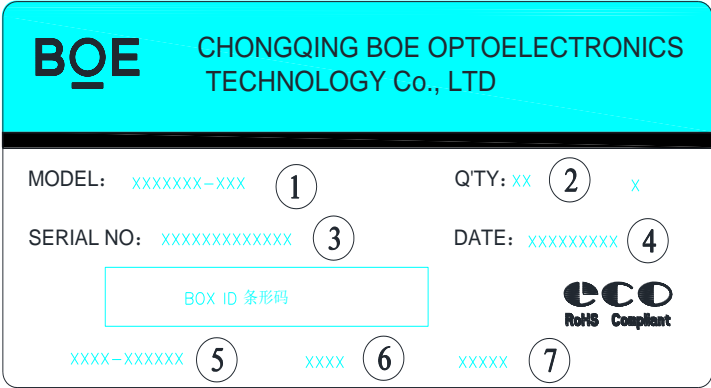 BOE
CHONGQING BOE OPTOELECTRONICS
TECHNOLOGY Co., LTD
MODEL： XXXXXXX-XXX ① Q'TY: XX ② X
SERIAL NO： XXXXXXXXXXXXX ③ DATE： XXXXXXXXX ④
BOX ID 条形码
eco
RoHS Compliant
XXXX-XXXXXX ⑤ XXXX ⑥ XXXXX ⑦